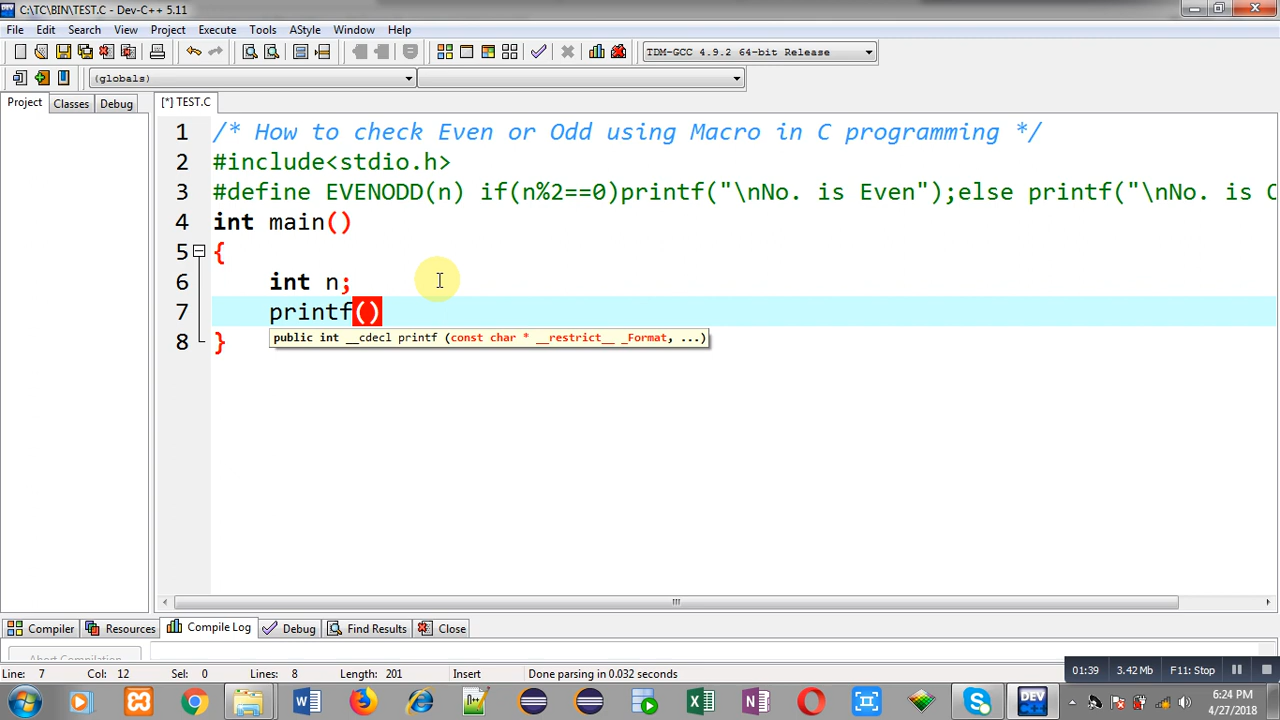 C:\TC\BIN\TEST.C - Dev-C++ 5.11
File Edit Search View Project Execute Tools AStyle Window Help
TDM-GCC 4.9.2 64-bit Release
(globals)
Project Classes Debug [*] TEST.C
1 /* How to check Even or Odd using Macro in C programming */
2 #include<stdio.h>
3 #define EVENODD(n) if(n%2==0)printf("\nNo. is Even");else printf("\nNo. is
4 int main()
5 {
6 int n;
7 printf()
public int __cdecl printf (const char * __restrict__ _Format, ...)
8 }
Compiler Resources Compile Log Debug Find Results Close
Abort Compilation
01:39 3.42 Mb F11: Stop
Line: 7 Col: 12 Sel: 0 Lines: 8 Length: 201 Insert Done parsing in 0.032 seconds
DEV
6:24 PM
4/27/2018